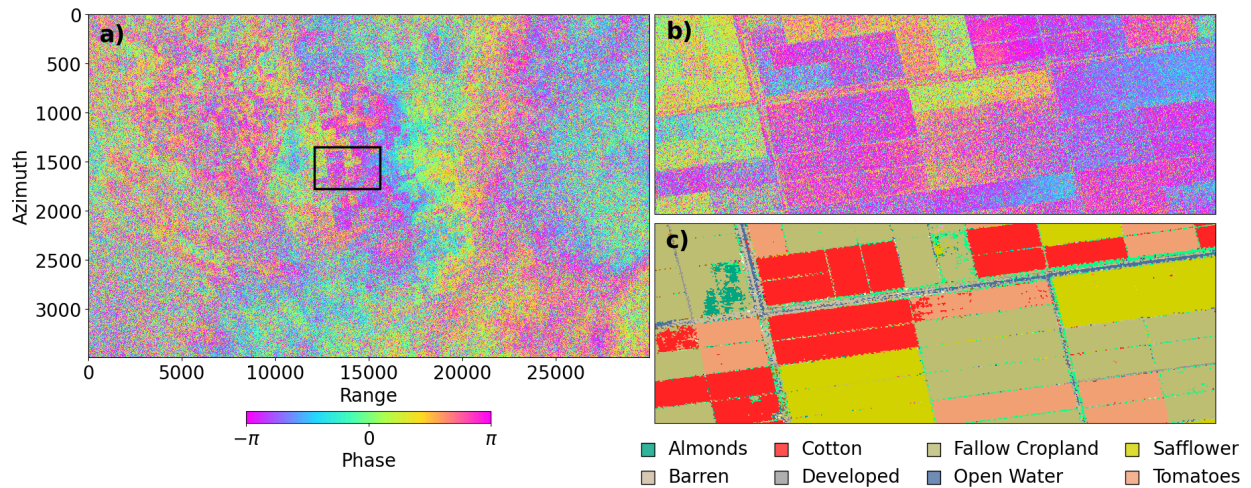 a)
0
500
1000
1500
2000
2500
3000
Azimuth
0 5000 10000 15000 20000 25000
Range
−π 0 π
Phase
b)
c)
Almonds Cotton Fallow Cropland Safflower
Barren Developed Open Water Tomatoes